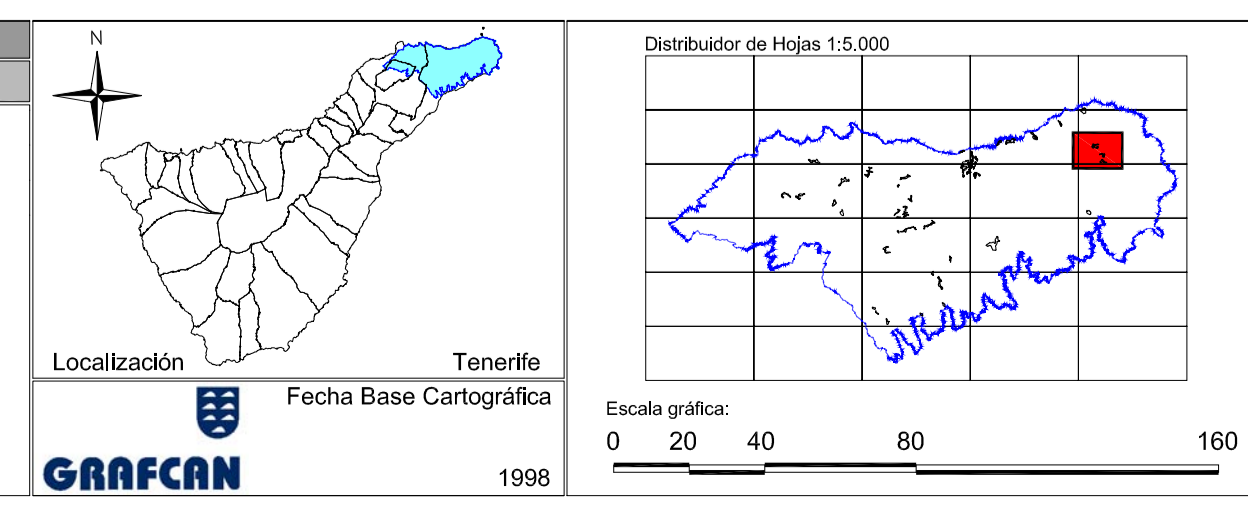 N
Localización
Tenerife
Fecha Base Cartográfica
GRAFCAN
1998
Distribuidor de Hojas 1:5.000
Escala gráfica:
0 20 40 80 160